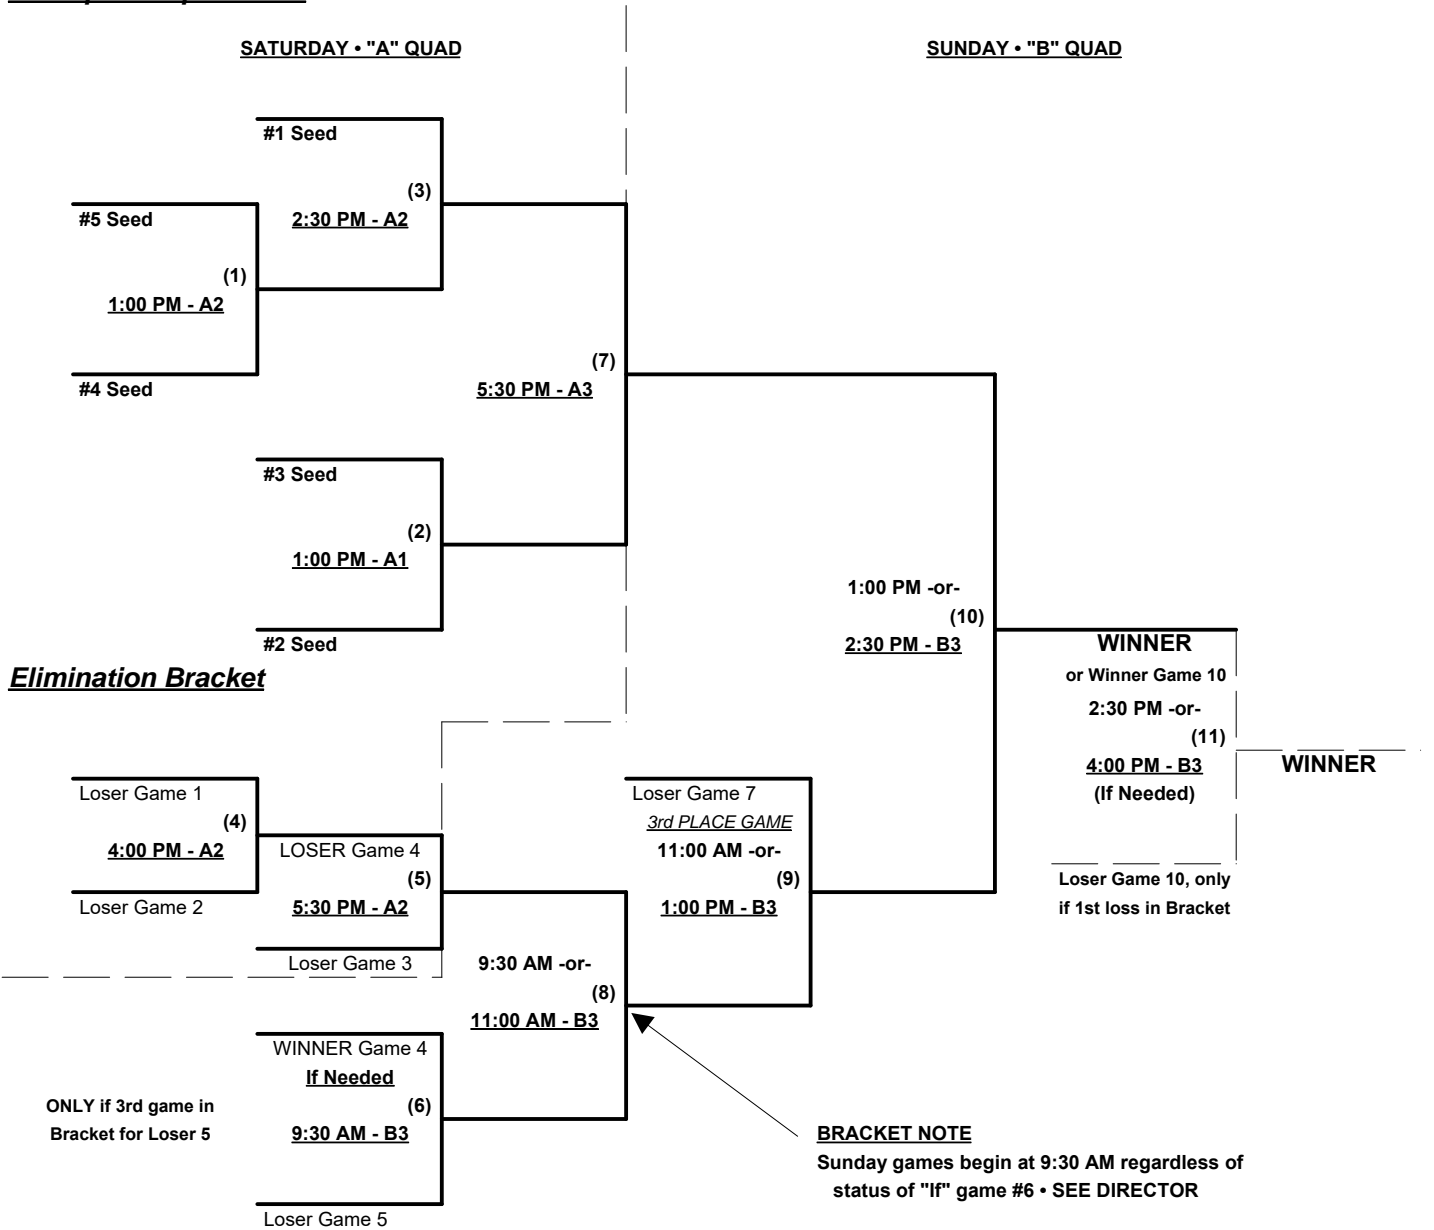 SATURDAY • "A" QUAD
SUNDAY • "B" QUAD
#1 Seed
(3)
2:30 PM - A2
#5 Seed
(1)
1:00 PM - A2
#4 Seed
(7)
5:30 PM - A3
#3 Seed
(2)
1:00 PM - A1
#2 Seed
1:00 PM -or-
(10)
2:30 PM - B3
WINNER
or Winner Game 10
2:30 PM -or-
(11)
4:00 PM - B3
(If Needed)
WINNER
Loser Game 10, only
if 1st loss in Bracket
Elimination Bracket
Loser Game 1
(4)
4:00 PM - A2
Loser Game 2
LOSER Game 4
(5)
5:30 PM - A2
Loser Game 3
Loser Game 7
3rd PLACE GAME
11:00 AM -or-
(9)
1:00 PM - B3
9:30 AM -or-
(8)
11:00 AM - B3
WINNER Game 4
If Needed
(6)
9:30 AM - B3
Loser Game 5
ONLY if 3rd game in
Bracket for Loser 5
BRACKET NOTE
Sunday games begin at 9:30 AM regardless of
status of "If" game #6 • SEE DIRECTOR